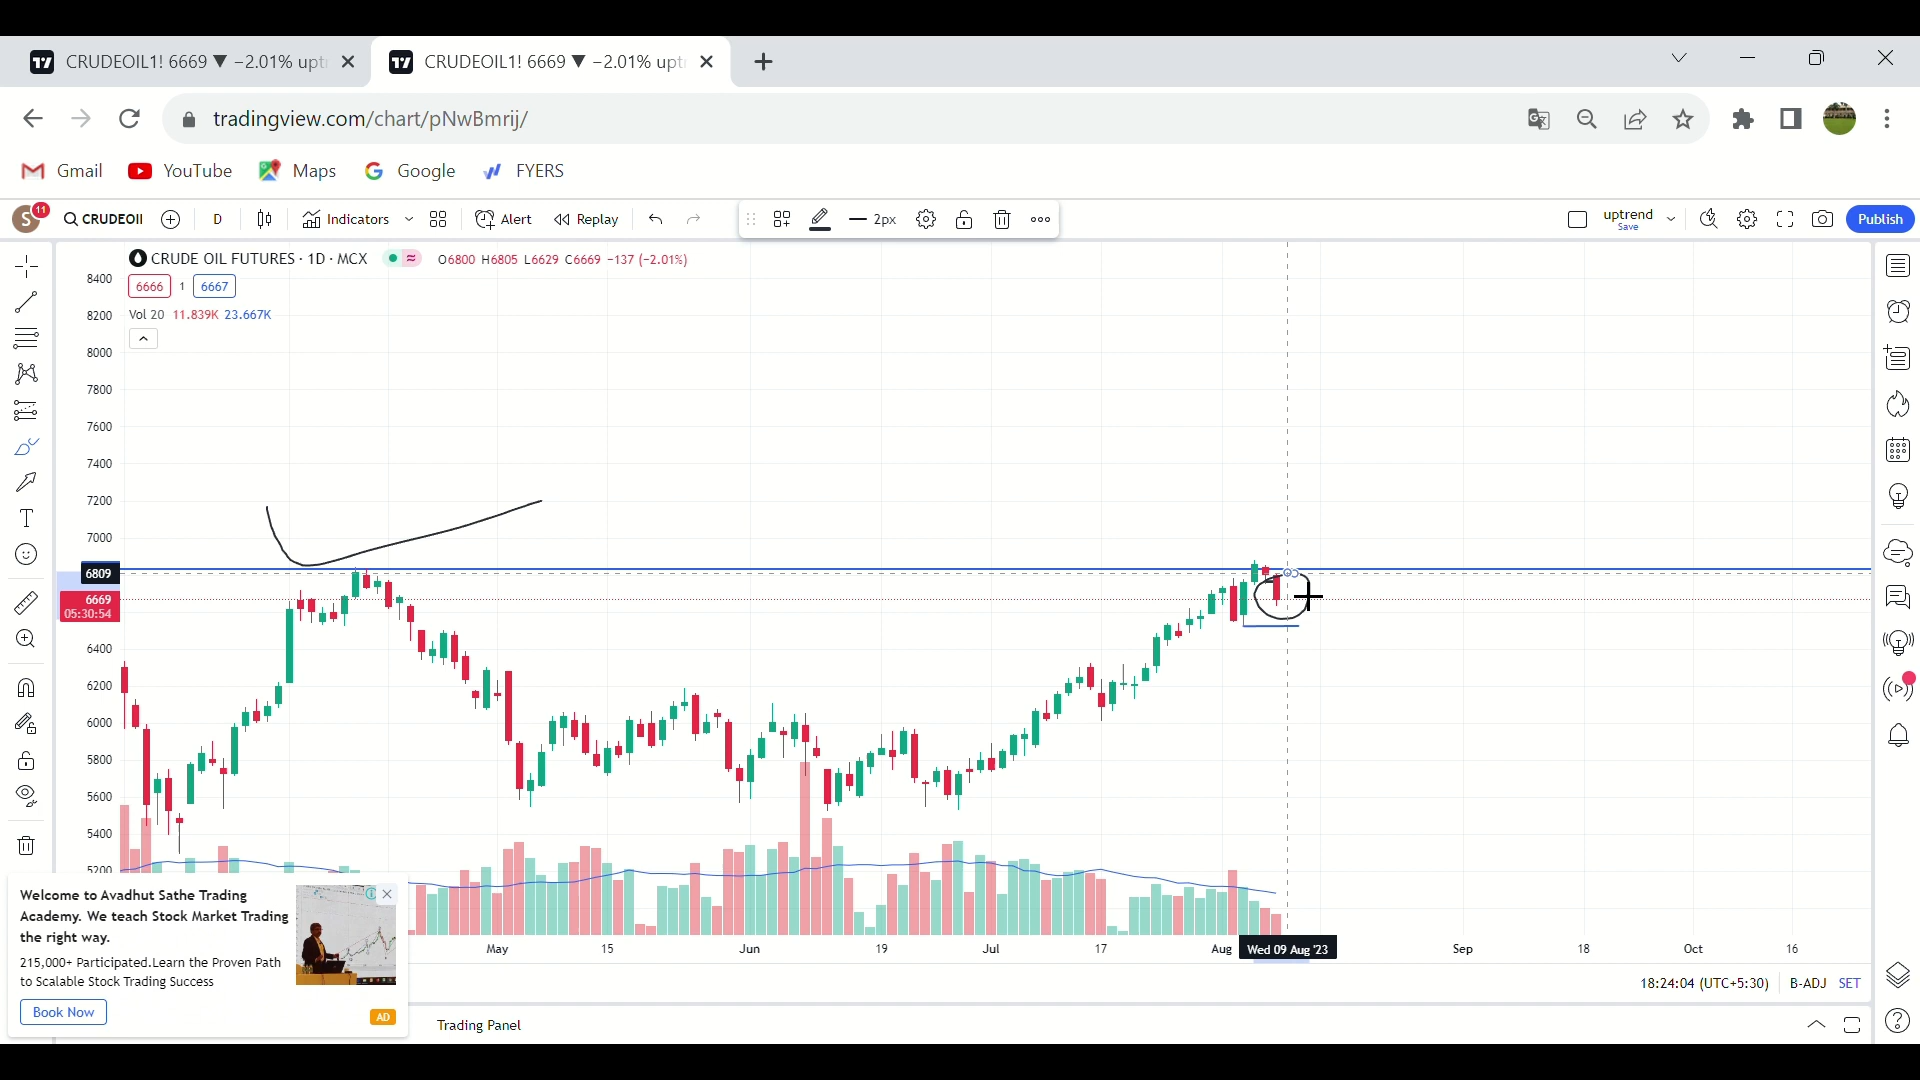 CRUDEOIL1! 6669 ▼ −2.01% upt
CRUDEOIL1! 6669 ▼ −2.01% upt
tradingview.com/chart/pNwBmrij/
Gmail YouTube Maps Google FYERS
S 11 CRUDEOII D Indicators Alert Replay 2px uptrend Save Publish
CRUDE OIL FUTURES · 1D · MCX O6800 H6805 L6629 C6669 −137 (−2.01%)
6666 1 6667
Vol 20 11.839K 23.667K
8400
8200
8000
7800
7600
7400
7200
7000
6809
6669
05:30:54
6400
6200
6000
5800
5600
5400
5200
May 15 Jun 19 Jul 17 Aug Wed 09 Aug '23 Sep 18 Oct 16
Welcome to Avadhut Sathe Trading
Academy. We teach Stock Market Trading
the right way.
215,000+ Participated.Learn the Proven Path
to Scalable Stock Trading Success
Book Now
AD
18:24:04 (UTC+5:30) B-ADJ SET
Trading Panel